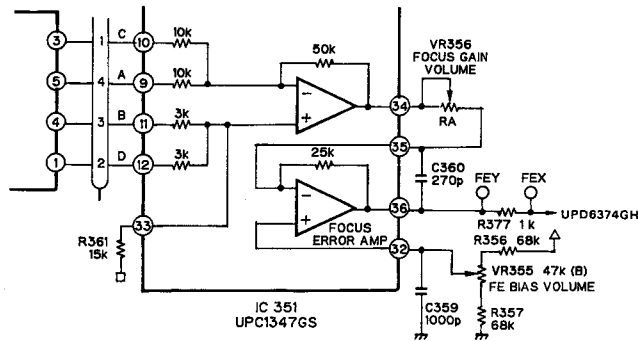 3 1 C 10 10k
5 4 A 9 10k
4 3 B 11 3k
1 2 D 12 3k
50k
−
+
34
VR356
FOCUS GAIN
VOLUME
RA
35
C360
270p
25k
−
+
FOCUS
ERROR AMP
36
FEY FEX
R377 1k
UPD6374GH
33
R361
15k
32
R356 68k
VR355 47k (B)
FE BIAS VOLUME
C359
1000p
R357
68k
IC 351
UPC1347GS